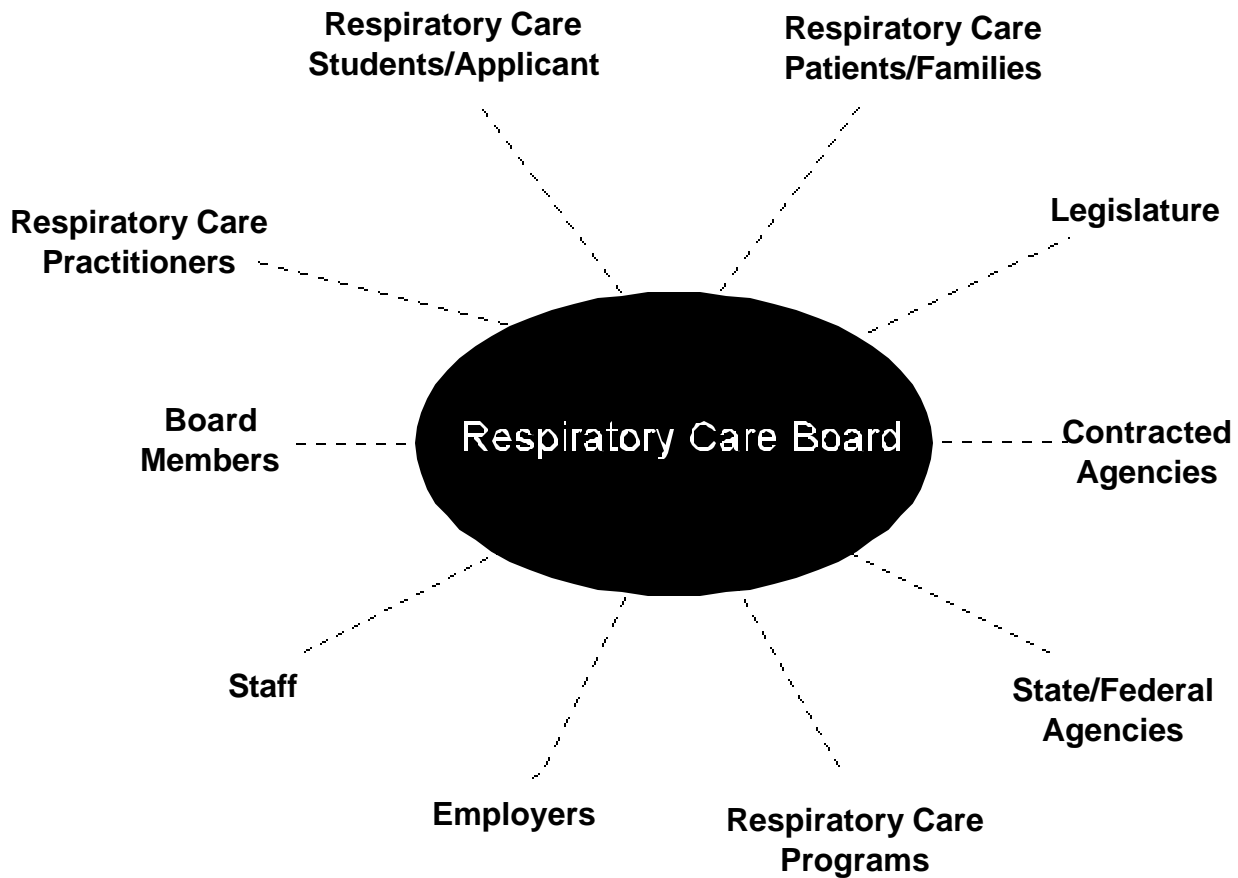 Respiratory Care
Students/Applicant
Respiratory Care
Patients/Families
Respiratory Care
Practitioners
Legislature
Board
Members
Respiratory Care Board
Contracted
Agencies
Staff
State/Federal
Agencies
Employers
Respiratory Care
Programs